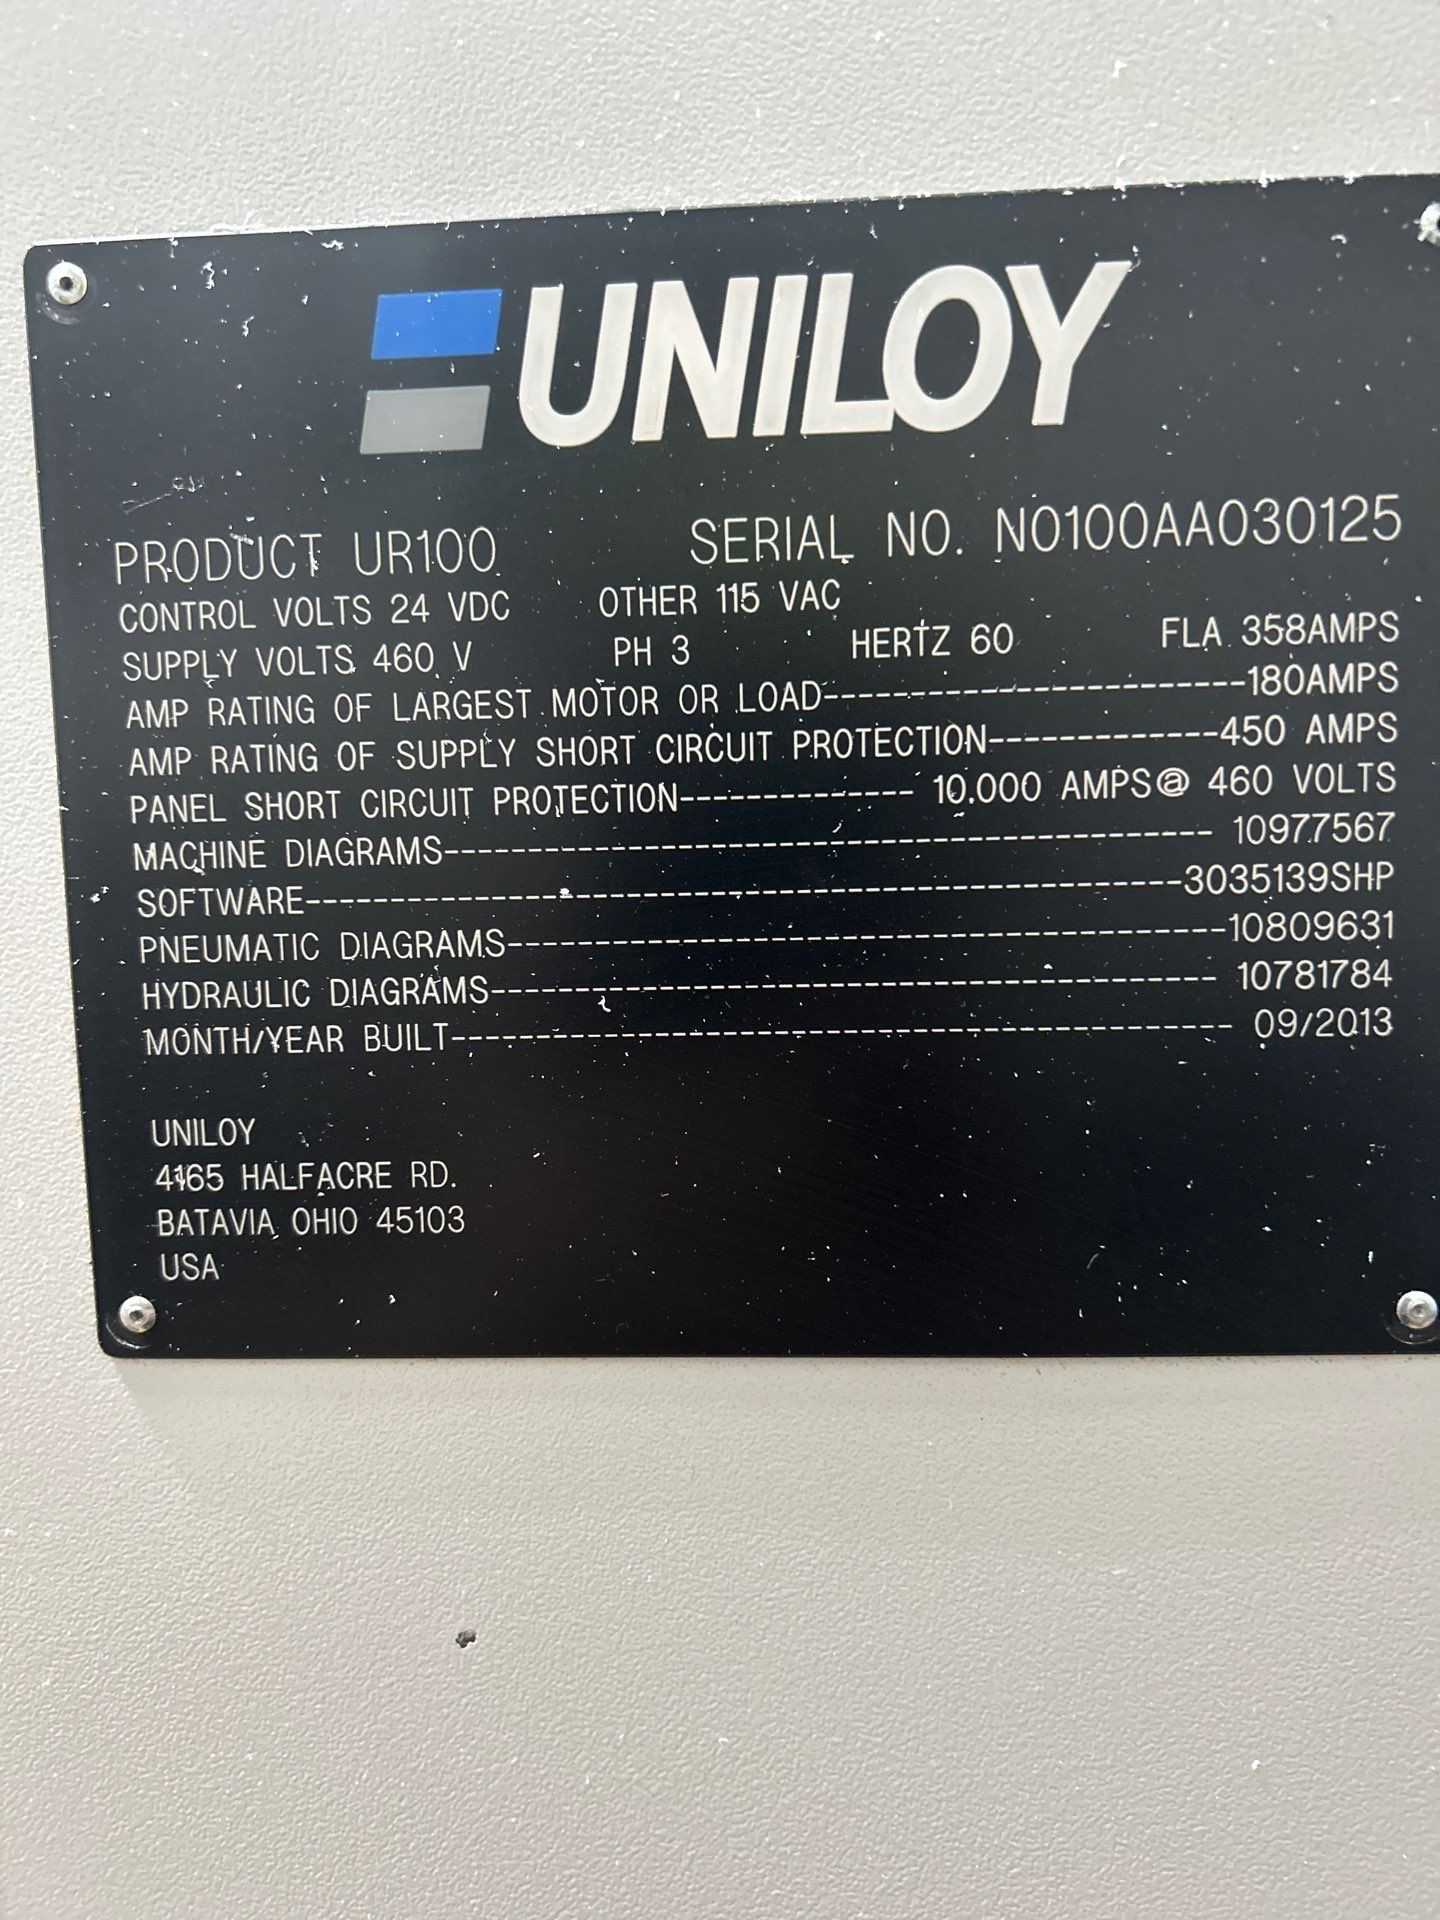 UNILOY
PRODUCT UR100 SERIAL NO. N0100AA030125
CONTROL VOLTS 24 VDC OTHER 115 VAC
SUPPLY VOLTS 460 V PH 3 HERTZ 60 FLA 358AMPS
AMP RATING OF LARGEST MOTOR OR LOAD------------------------180AMPS
AMP RATING OF SUPPLY SHORT CIRCUIT PROTECTION-------------450 AMPS
PANEL SHORT CIRCUIT PROTECTION-------------- 10,000 AMPS@ 460 VOLTS
MACHINE DIAGRAMS------------------------------------------------ 10977567
SOFTWARE------------------------------------------------------3035139SHP
PNEUMATIC DIAGRAMS--------------------------------------------10809631
HYDRAULIC DIAGRAMS-------------------------------------------- 10781784
MONTH/YEAR BUILT------------------------------------------------ 09/2013
UNILOY
4165 HALFACRE RD.
BATAVIA, OHIO 45103
USA